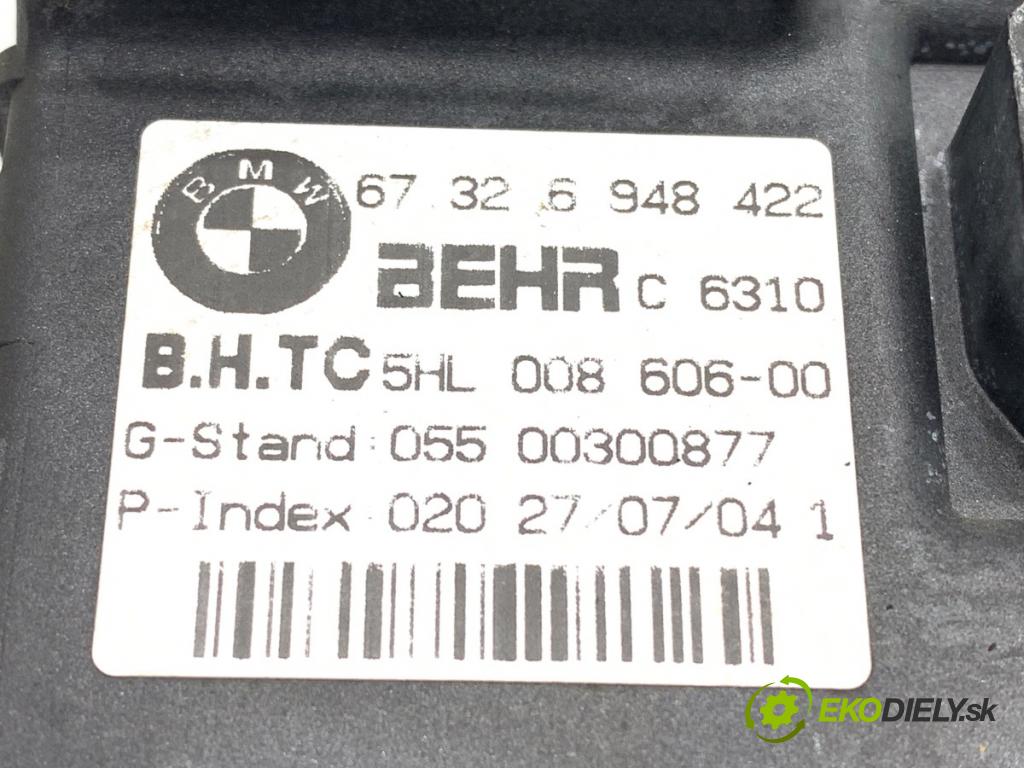 BMW
67 32 6 948 422
BEHR C 6310
B.H.TC 5HL 008 606-00
G-Stand:055 00300877
P-Index:020 27/07/04 1
EKODIELY.sk